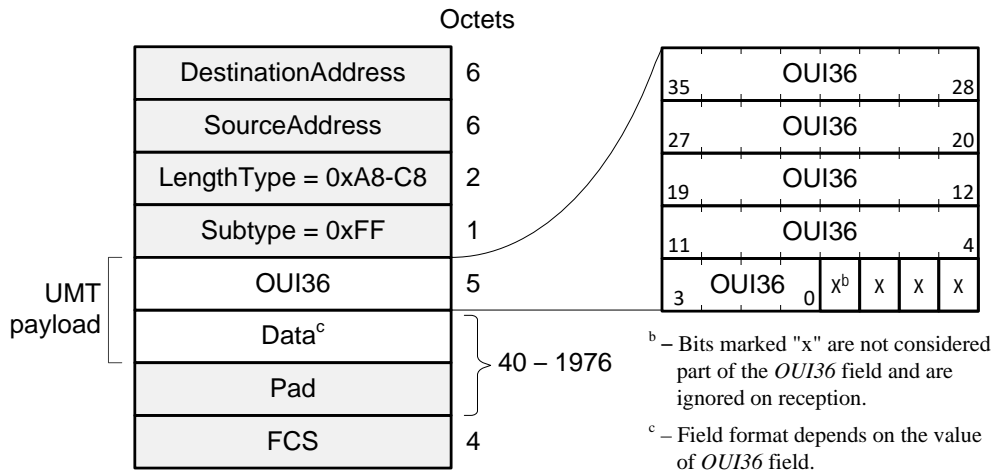 Octets
DestinationAddress 6
SourceAddress 6
LengthType = 0xA8-C8 2
Subtype = 0xFF 1
UMT payload
OUI36 5
Data^c
40 – 1976
Pad
FCS 4
OUI36
35 28
OUI36
27 20
OUI36
19 12
OUI36
11 4
3 OUI36 0 x^b x x x
^b – Bits marked "x" are not considered
part of the OUI36 field and are
ignored on reception.
^c – Field format depends on the value
of OUI36 field.